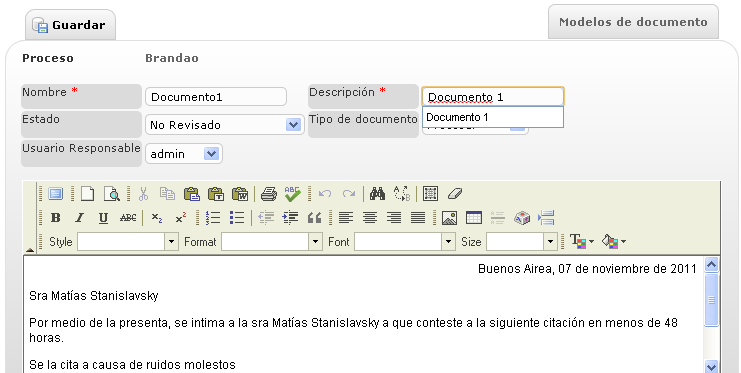 Guardar
Modelos de documento
Proceso Brandao
Nombre * Documento1 Descripción * Documento 1
Documento 1
Estado No Revisado Tipo de documento
Usuario Responsable admin
B I U ABC x₂ x²
Style Format Font Size
Buenos Airea, 07 de noviembre de 2011
Sra Matías Stanislavsky
Por medio de la presenta, se intima a la sra Matías Stanislavsky a que conteste a la siguiente citación en menos de 48
horas.
Se la cita a causa de ruidos molestos